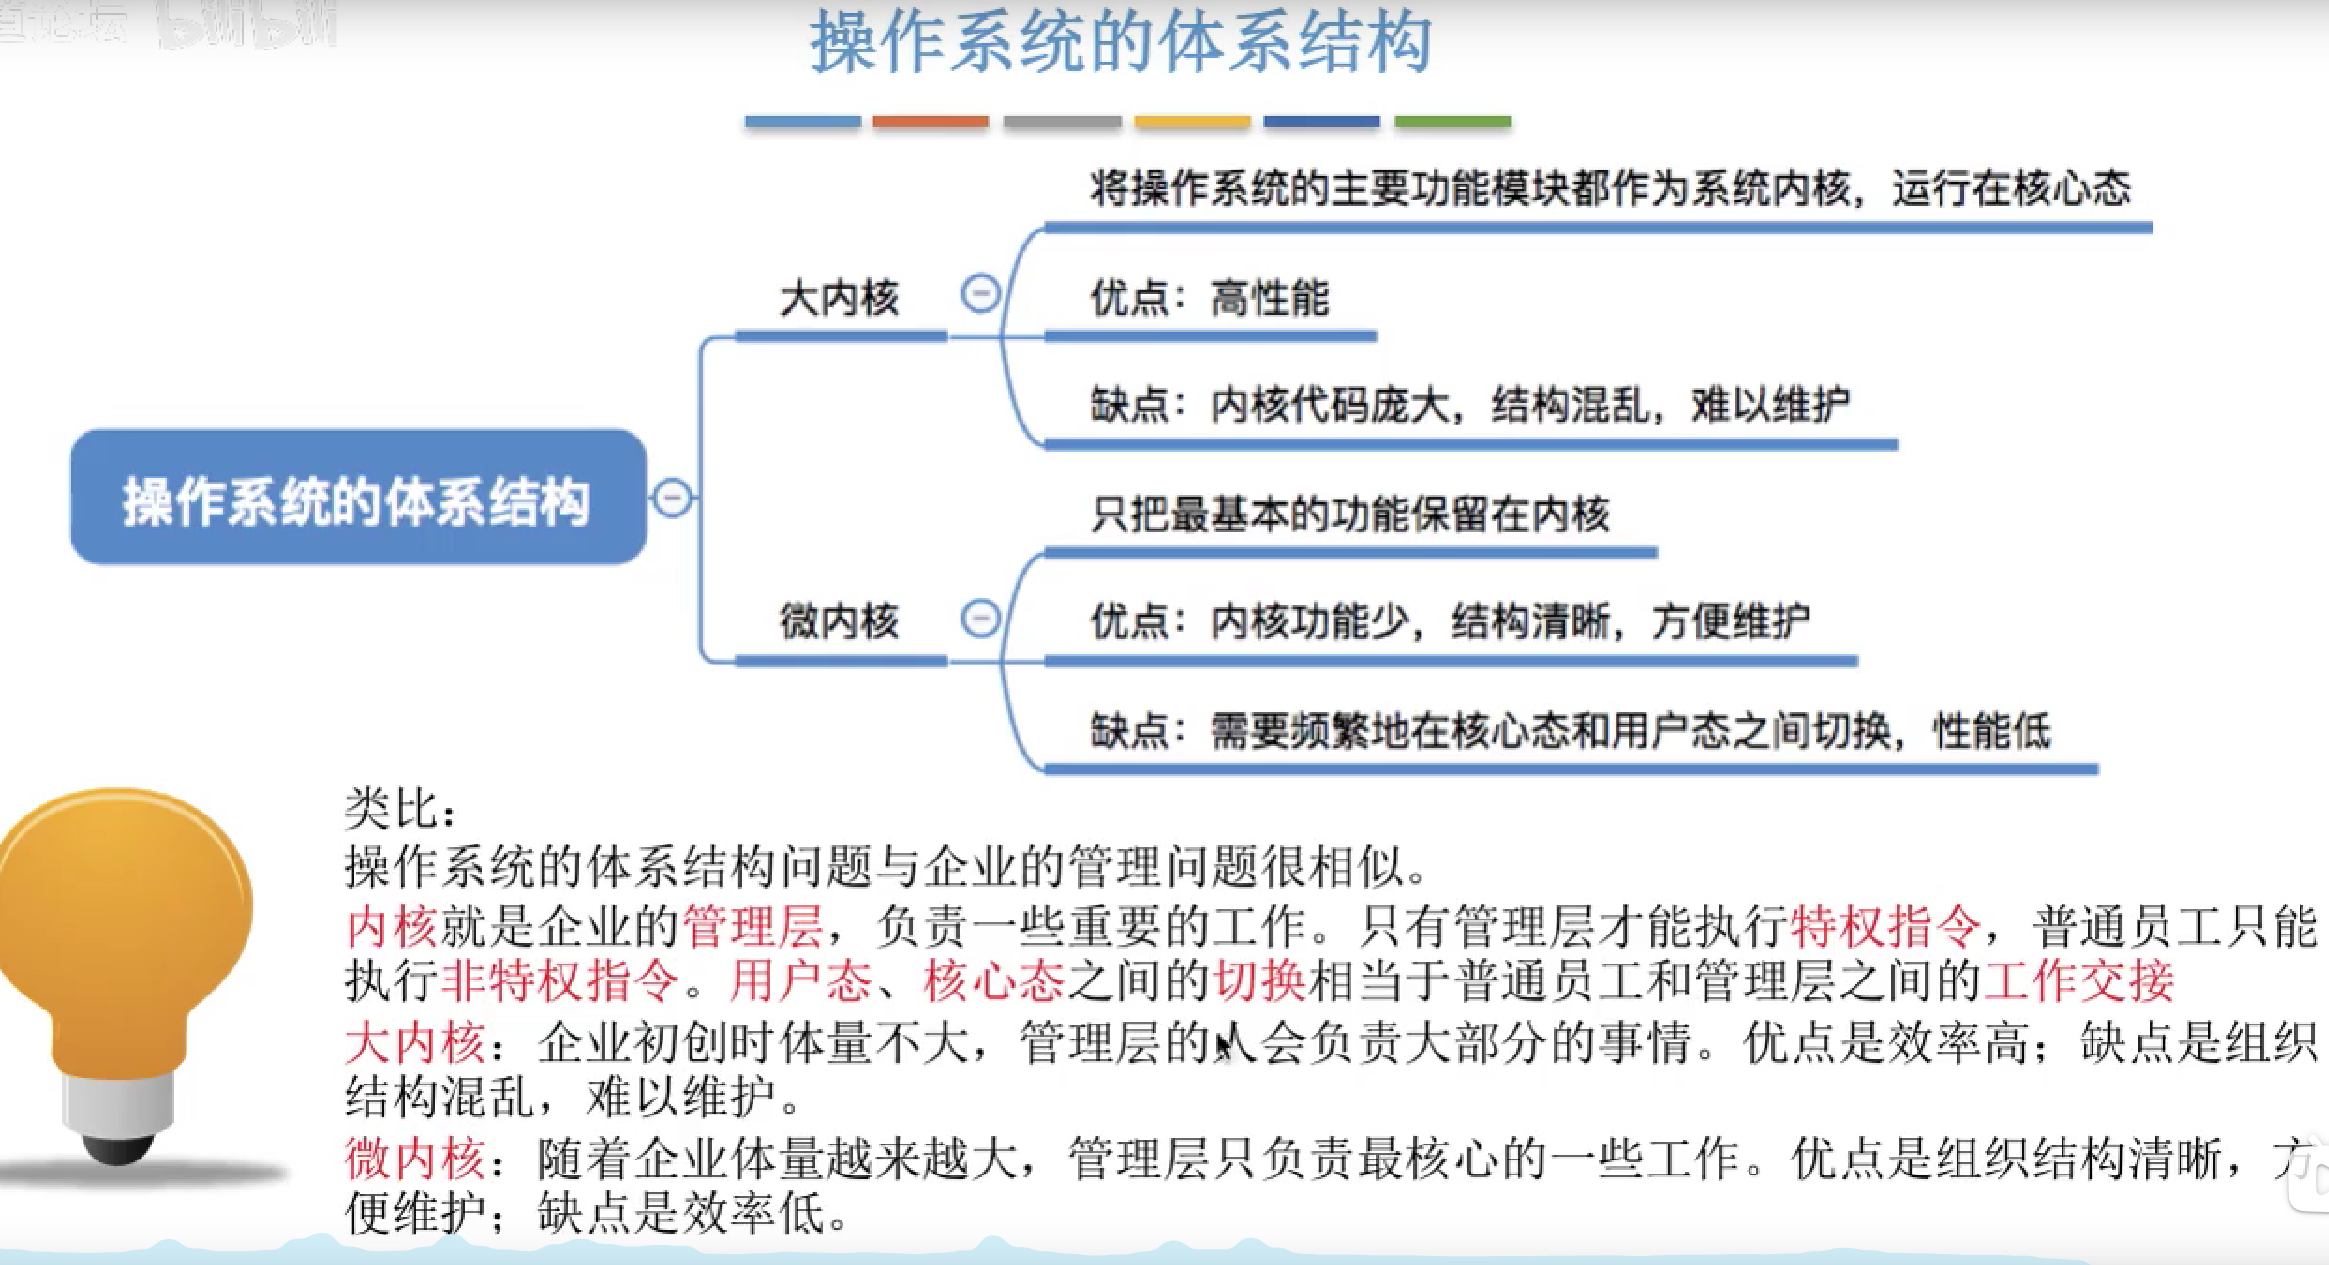 道论坛 bilibili
操作系统的体系结构
将操作系统的主要功能模块都作为系统内核，运行在核心态
大内核
优点：高性能
缺点：内核代码庞大，结构混乱，难以维护
操作系统的体系结构
只把最基本的功能保留在内核
微内核
优点：内核功能少，结构清晰，方便维护
缺点：需要频繁地在核心态和用户态之间切换，性能低
类比：
操作系统的体系结构问题与企业的管理问题很相似。
内核就是企业的管理层，负责一些重要的工作。只有管理层才能执行特权指令，普通员工只能
执行非特权指令。用户态、核心态之间的切换相当于普通员工和管理层之间的工作交接
大内核：企业初创时体量不大，管理层的人会负责大部分的事情。优点是效率高；缺点是组织
结构混乱，难以维护。
微内核：随着企业体量越来越大，管理层只负责最核心的一些工作。优点是组织结构清晰，方
便维护；缺点是效率低。